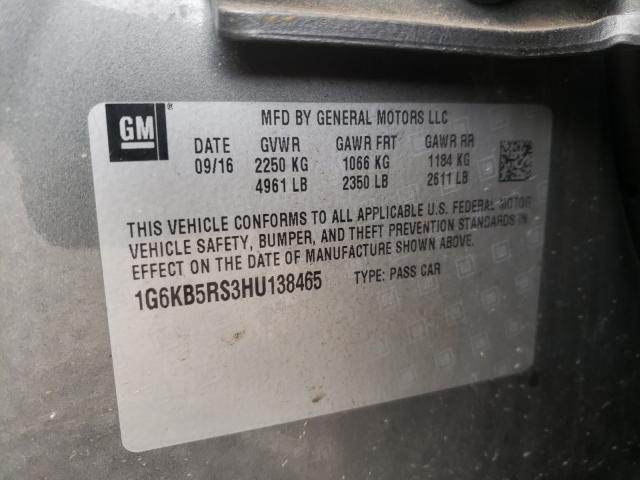 GM ®
MFD BY GENERAL MOTORS LLC
DATE GVWR GAWR FRT GAWR RR
09/16 2250 KG 1066 KG 1184 KG
4961 LB 2350 LB 2611 LB
THIS VEHICLE CONFORMS TO ALL APPLICABLE U.S. FEDERAL MOTOR
VEHICLE SAFETY, BUMPER, AND THEFT PREVENTION STANDARDS IN
EFFECT ON THE DATE OF MANUFACTURE SHOWN ABOVE.
1G6KB5RS3HU138465 TYPE: PASS CAR